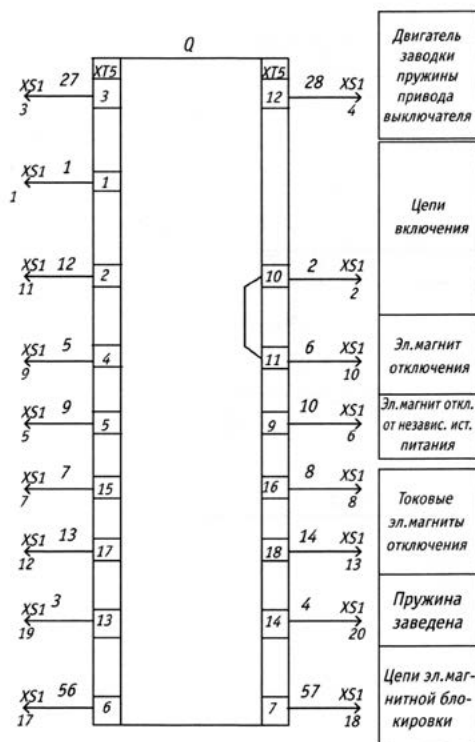 Q
XT5
XT5
XS1 27
3
3
12
28 XS1
4
Двигатель
заводки
пружины
привода
выключателя
XS1 1
1
1
Цепи
включения
XS1 12
11
2
10
2 XS1
2
XS1 5
9
4
11
6 XS1
10
Эл.магнит
отключения
XS1 9
5
5
9
10 XS1
6
Эл.магнит откл.
от независ. ист.
питания
XS1 7
7
15
16
8 XS1
8
Токовые
эл.магниты
отключения
XS1 13
12
17
18
14 XS1
13
XS1 3
19
13
14
4 XS1
20
Пружина
заведена
XS1 56
17
6
7
57 XS1
18
Цепи эл.маг-
нитной бло-
кировки